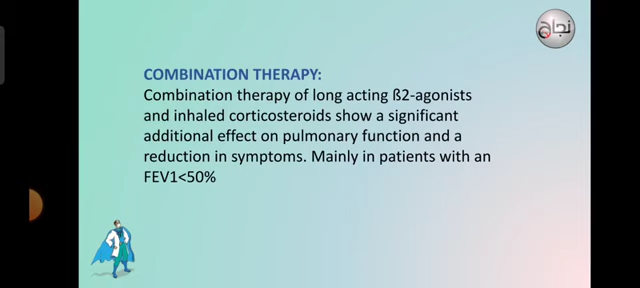 نجاح
COMBINATION THERAPY:
Combination therapy of long acting ß2-agonists
and inhaled corticosteroids show a significant
additional effect on pulmonary function and a
reduction in symptoms. Mainly in patients with an
FEV1<50%